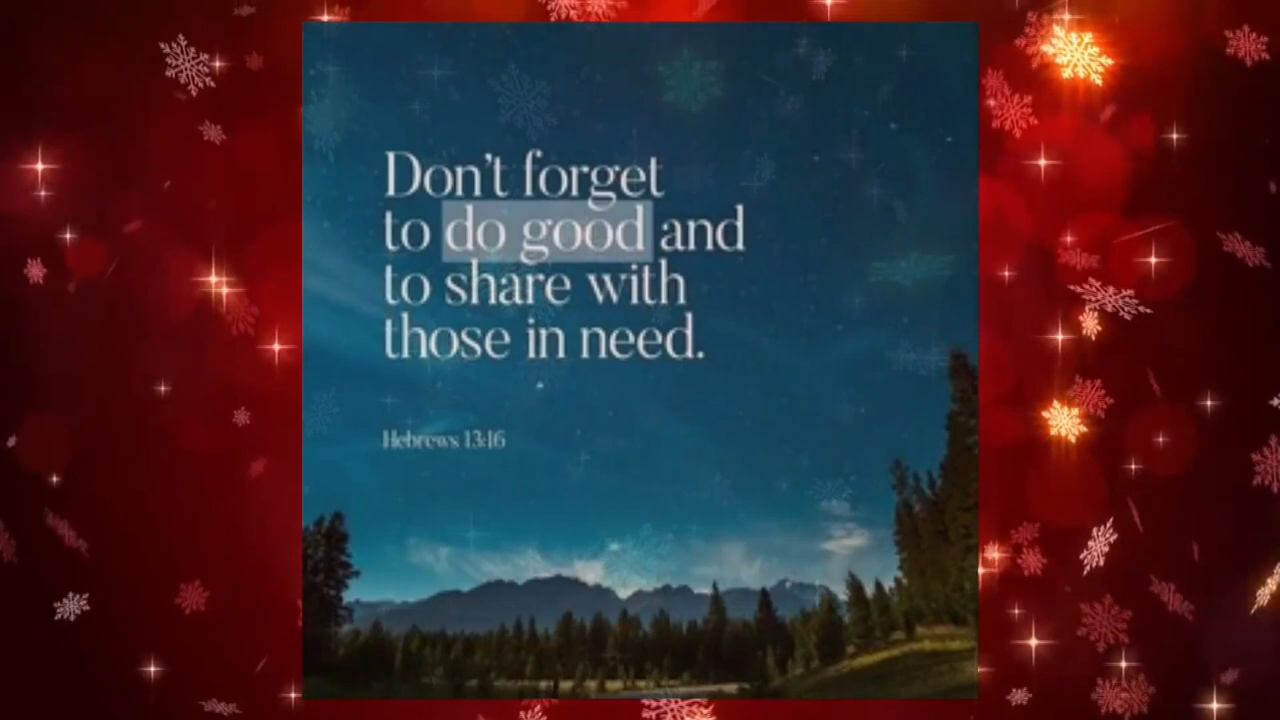 Don't forget
to do good and
to share with
those in need.
Hebrews 13:16